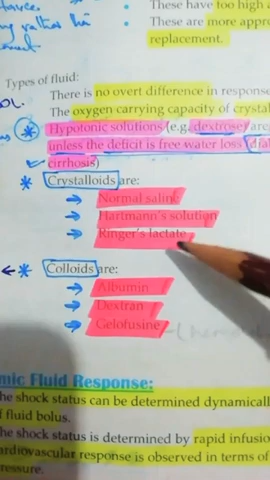 These have too high a
These are more appro
replacement.
Types of fluid:
There is no overt difference in response
The oxygen carrying capacity of crystal
Hypotonic solutions (e.g. dextrose) are
unless the deficit is free water loss
cirrhosis)
Crystalloids are:
Normal saline
Hartmann's solution
Ringer's lactate
Colloids are:
Albumin
Dextran
Gelofusine
mic Fluid Response:
he shock status can be determined dynamically
f fluid bolus.
he shock status is determined by rapid infusio
ardiovascular response is observed in terms of
ressure.